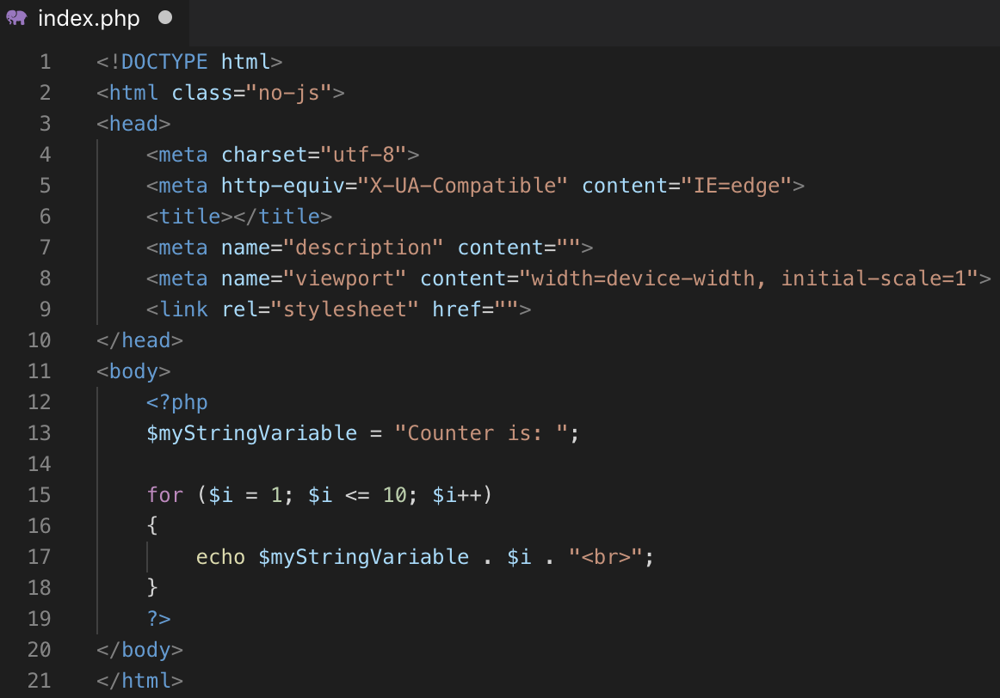 index.php
1 <!DOCTYPE html>
2 <html class="no-js">
3 <head>
4     <meta charset="utf-8">
5     <meta http-equiv="X-UA-Compatible" content="IE=edge">
6     <title></title>
7     <meta name="description" content="">
8     <meta name="viewport" content="width=device-width, initial-scale=1">
9     <link rel="stylesheet" href="">
10 </head>
11 <body>
12     <?php
13     $myStringVariable = "Counter is: ";
14
15     for ($i = 1; $i <= 10; $i++)
16     {
17         echo $myStringVariable . $i . "<br>";
18     }
19     ?>
20 </body>
21 </html>